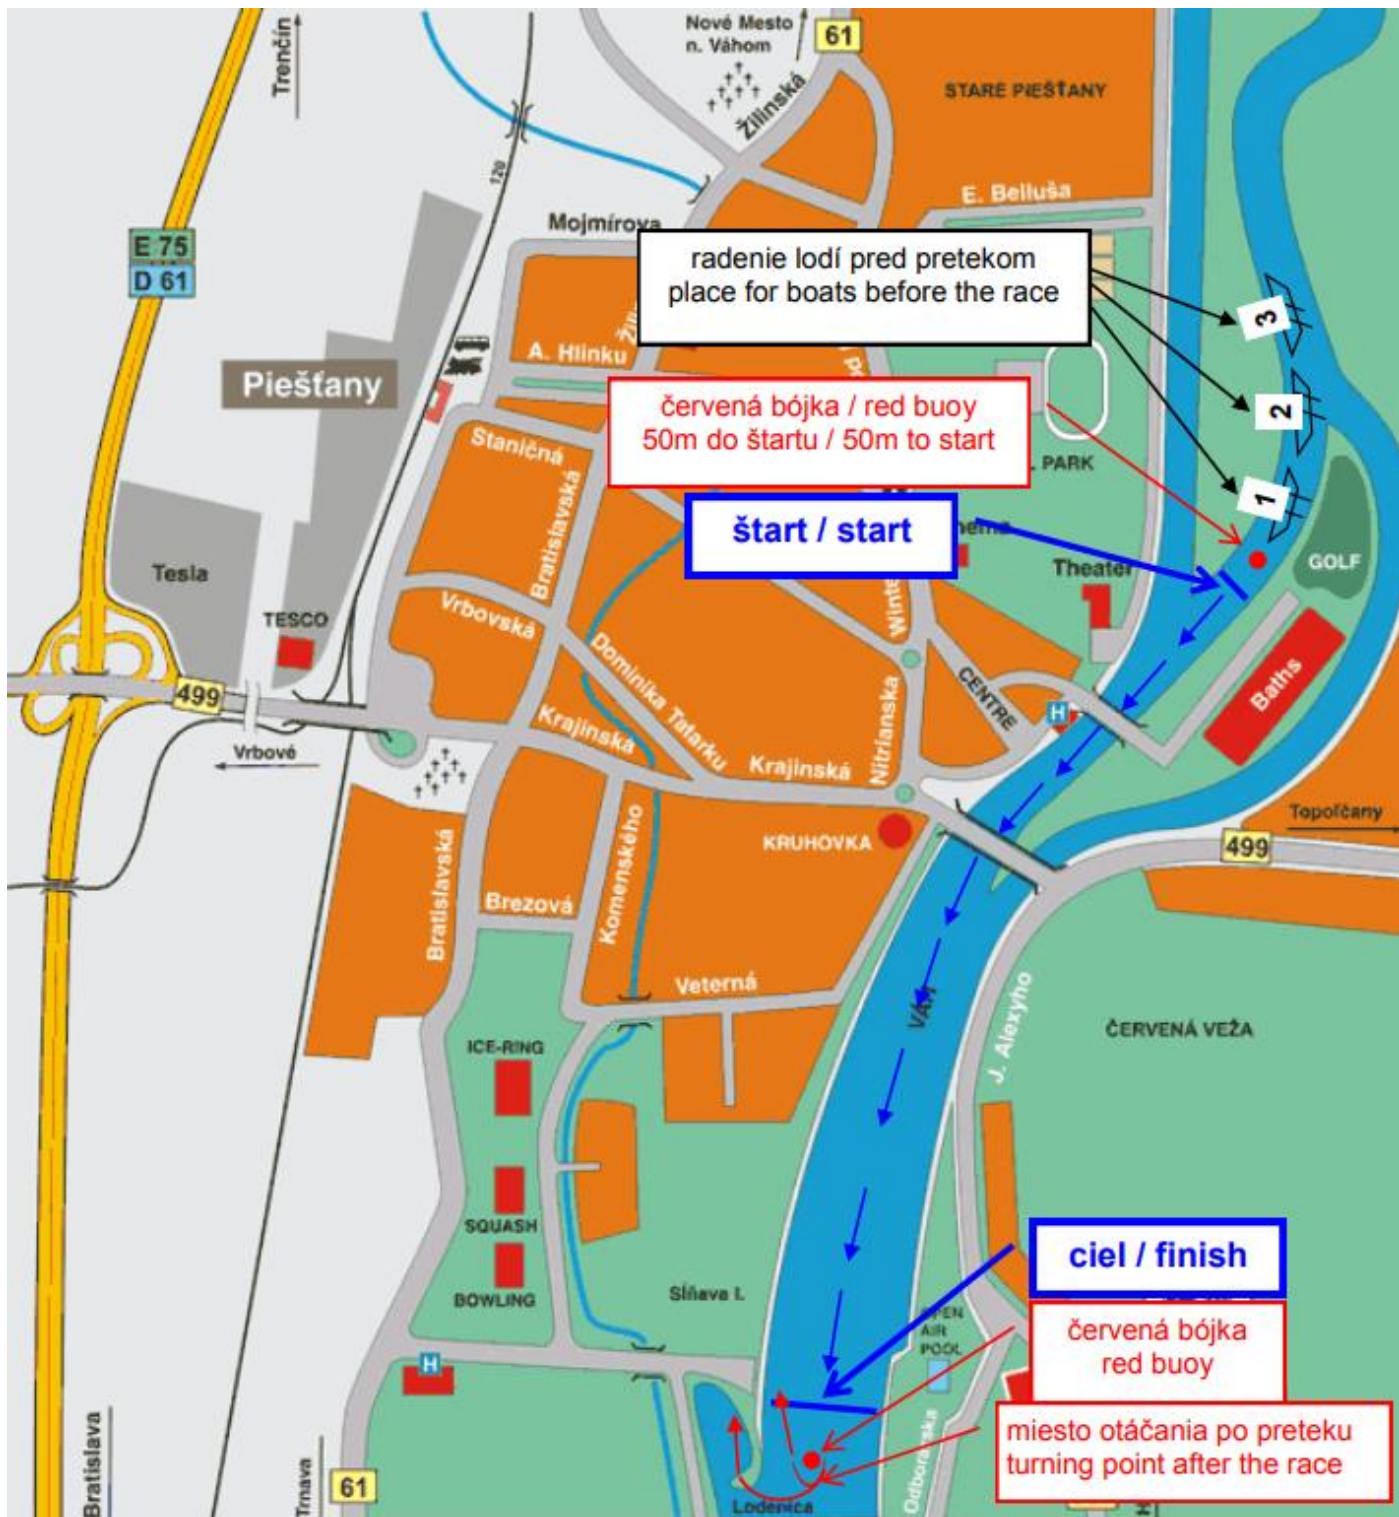 Trenčín
Nové Mesto
n. Váhom
61
Žilinská
STARE PIEŠŤANY
120
E. Belluša
Mojmírova
E 75
D 61
radenie lodí pred pretekom
place for boats before the race
3
A. Hlinku
Piešťany
červená bójka / red buoy
50m do štartu / 50m to start
2
Staničná
PARK
Bratislavská
1
štart / start
GOLF
Theater
Tesla
TESCO
Vrbovská
Dominika Tatarku
CENTRE
Baths
499
Krajinská
Nitrianska
H
Vrbové
Krajinská
Topoľčany
KRUHOVKA
499
Bratislavská
Komenského
Brezová
Veterná
VÁH
J. Alexyho
ČERVENÁ VEŽA
ICE-RING
SQUASH
BOWLING
Sĺňava I.
ciel / finish
OPEN
AIR
POOL
červená bójka
red buoy
H
miesto otáčania po preteku
turning point after the race
Odborárska
Bratislava
Trnava
61
Lodenica